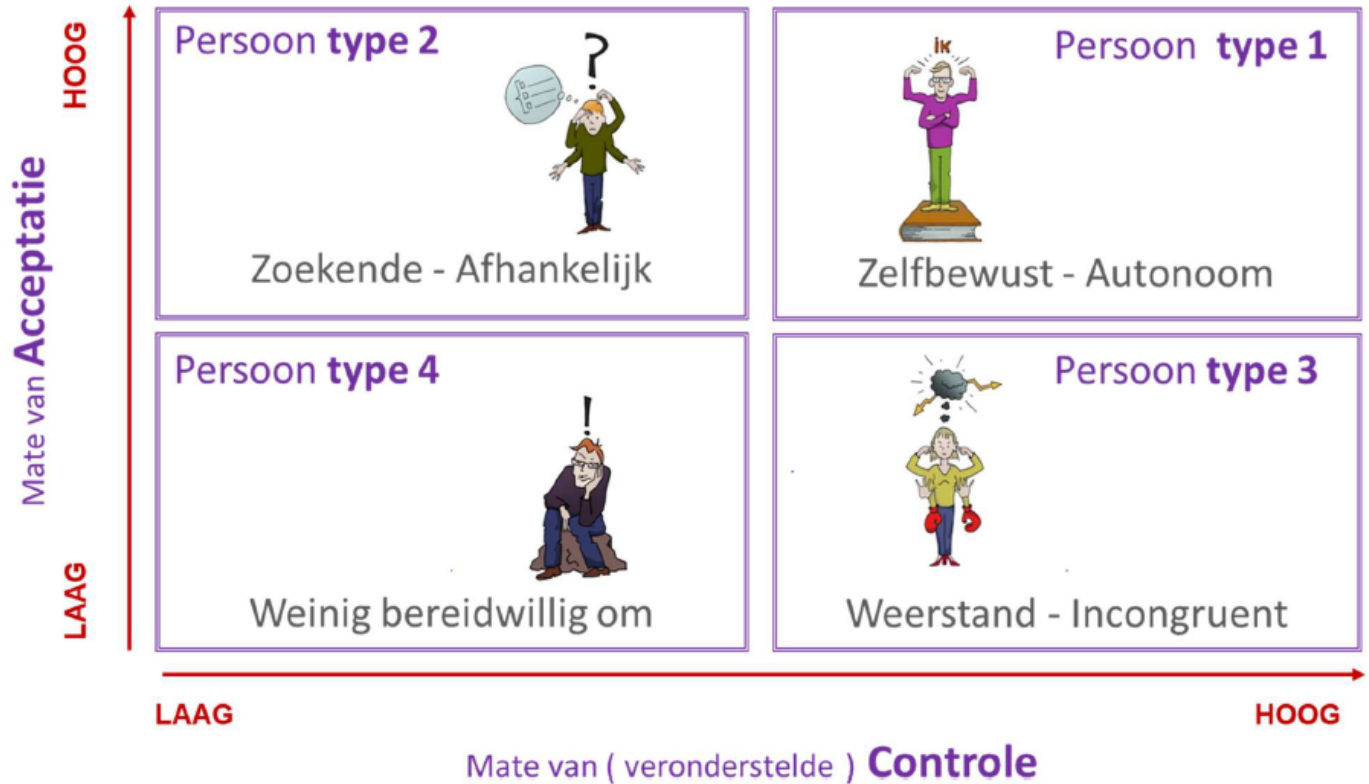 HOOG
Mate van Acceptatie
LAAG
Persoon type 2
?
Zoekende - Afhankelijk
Persoon type 1
iK
Zelfbewust - Autonoom
Persoon type 4
!
Weinig bereidwillig om
Persoon type 3
Weerstand - Incongruent
LAAG
HOOG
Mate van ( veronderstelde ) Controle